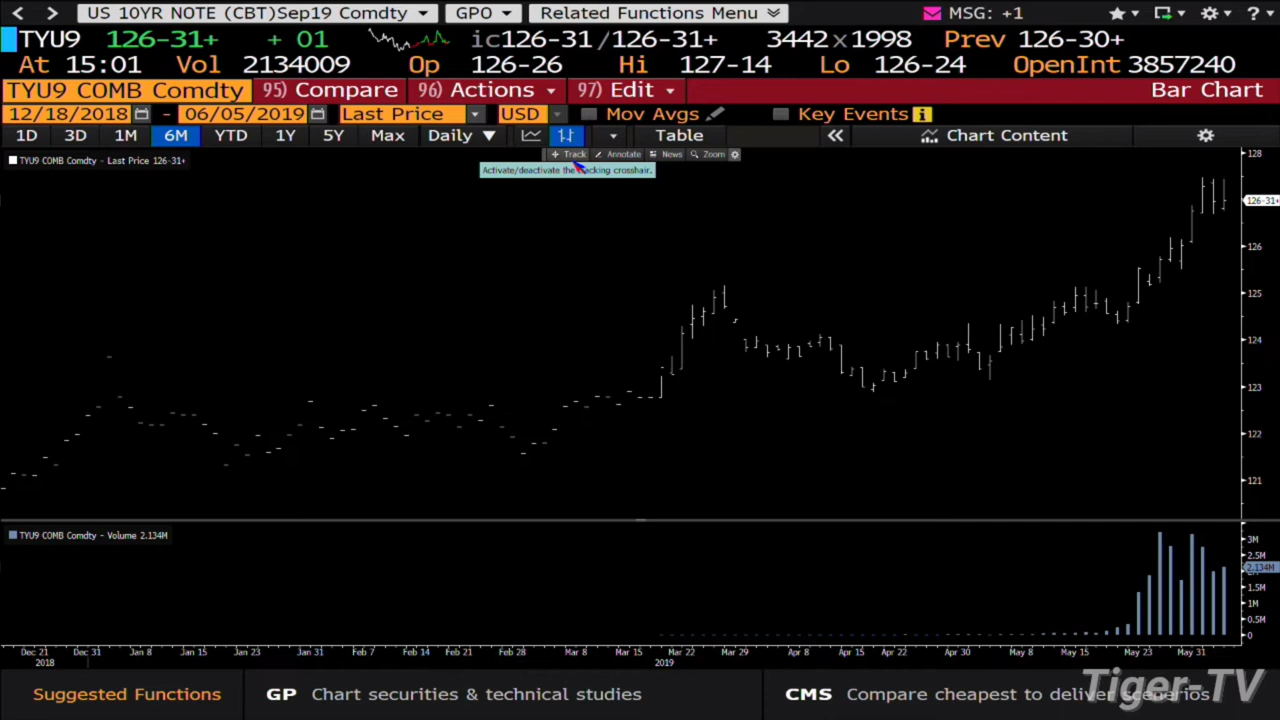 US 10YR NOTE (CBT)Sep19 Comdty GPO Related Functions Menu MSG: +1 ?
TYU9 126-31+ + 01 ic126-31 /126-31+ 3442x1998 Prev 126-30+
At 15:01 Vol 2134009 Op 126-26 Hi 127-14 Lo 126-24 OpenInt 3857240
TYU9 COMB Comdty 95) Compare 96) Actions 97) Edit Bar Chart
12/18/2018 - 06/05/2019 Last Price USD Mov Avgs Key Events
1D 3D 1M 6M YTD 1Y 5Y Max Daily Table Chart Content
Track Annotate News Zoom
TYU9 COMB Comdty - Last Price 126-31+
Activate/deactivate the tracking crosshair.
128
126-31+
126
125
124
123
122
121
TYU9 COMB Comdty - Volume 2.134M
3M
2.5M
2.134M
1.5M
1M
0.5M
0
Dec 21 Dec 31 Jan 8 Jan 15 Jan 23 Jan 31 Feb 7 Feb 14 Feb 21 Feb 28 Mar 8 Mar 15 Mar 22 Mar 29 Apr 8 Apr 15 Apr 22 Apr 30 May 8 May 15 May 23 May 31
2018 2019
Suggested Functions GP Chart securities & technical studies CMS Compare cheapest to deliver scenarios
Tiger-TV